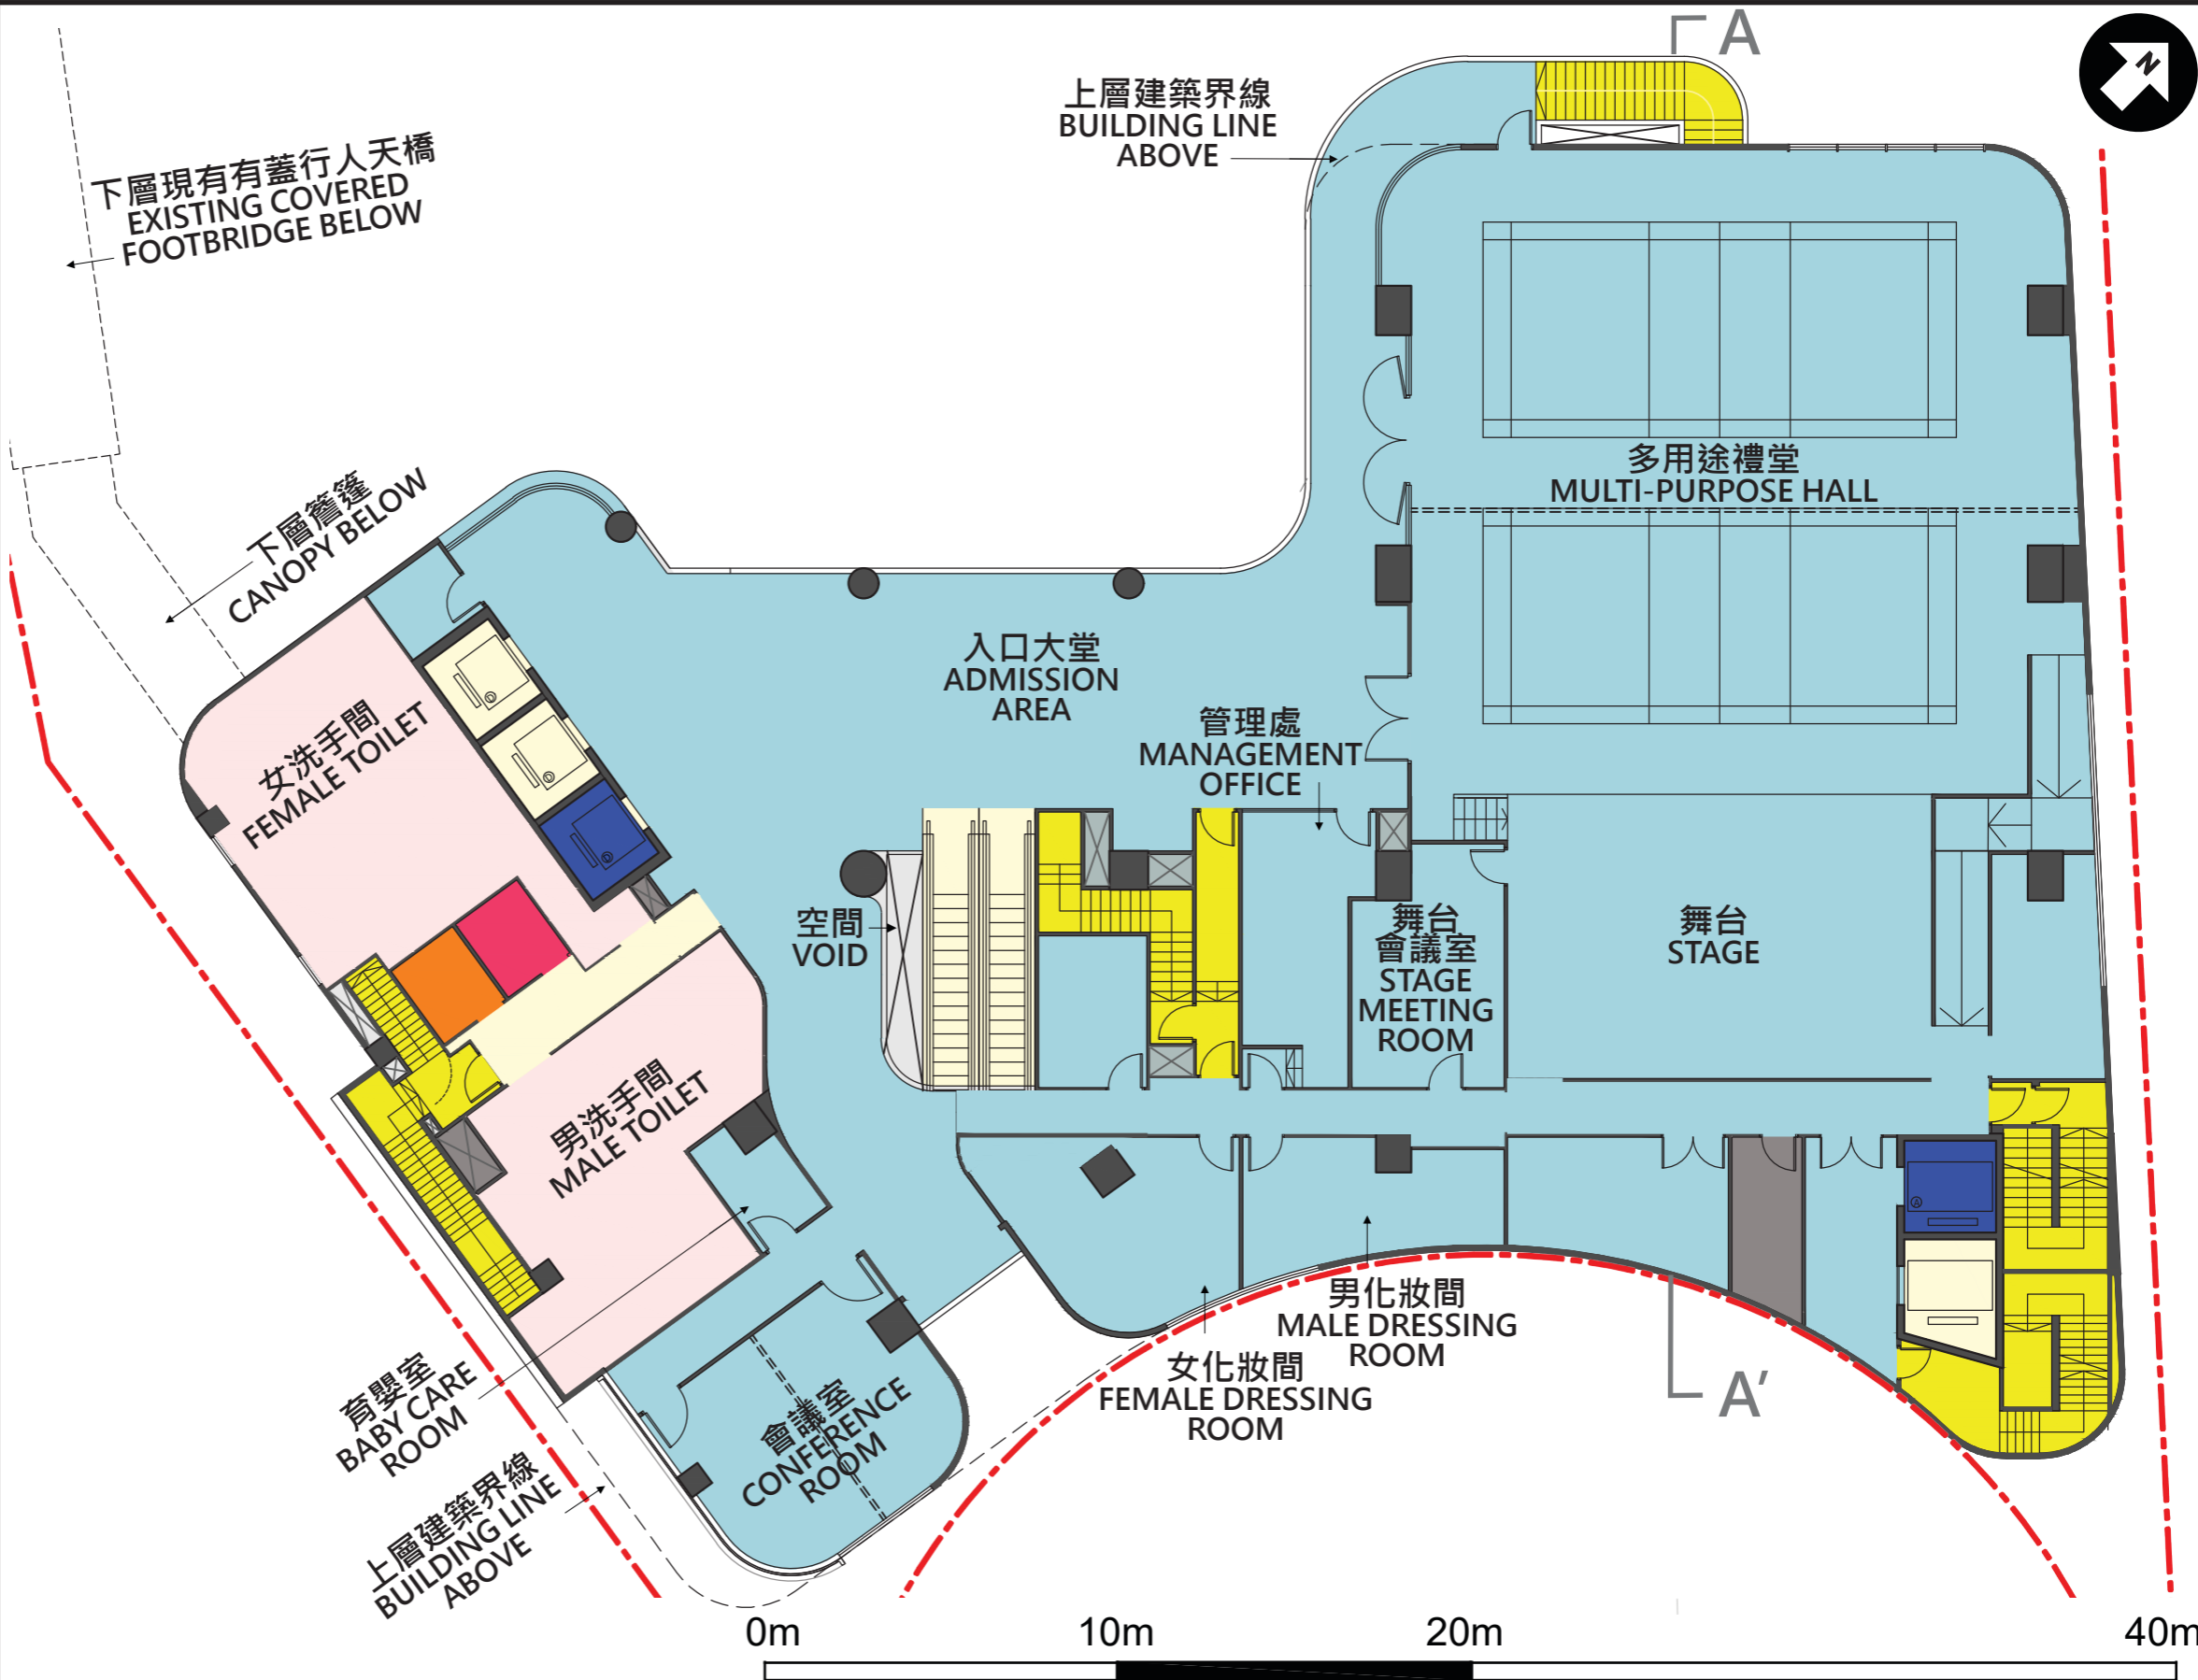 A
N
上層建築界線
BUILDING LINE
ABOVE
下層現有有蓋行人天橋
EXISTING COVERED
FOOTBRIDGE BELOW
多用途禮堂
MULTI-PURPOSE HALL
下層簷篷
CANOPY BELOW
入口大堂
ADMISSION
AREA
管理處
MANAGEMENT
OFFICE
女洗手間
FEMALE TOILET
空間
VOID
舞台
會議室
STAGE
MEETING
ROOM
舞台
STAGE
男洗手間
MALE TOILET
男化妝間
MALE DRESSING
ROOM
女化妝間
FEMALE DRESSING
ROOM
A'
育嬰室
BABY CARE
ROOM
會議室
CONFERENCE
ROOM
上層建築界線
BUILDING LINE
ABOVE
0m 10m 20m 40m